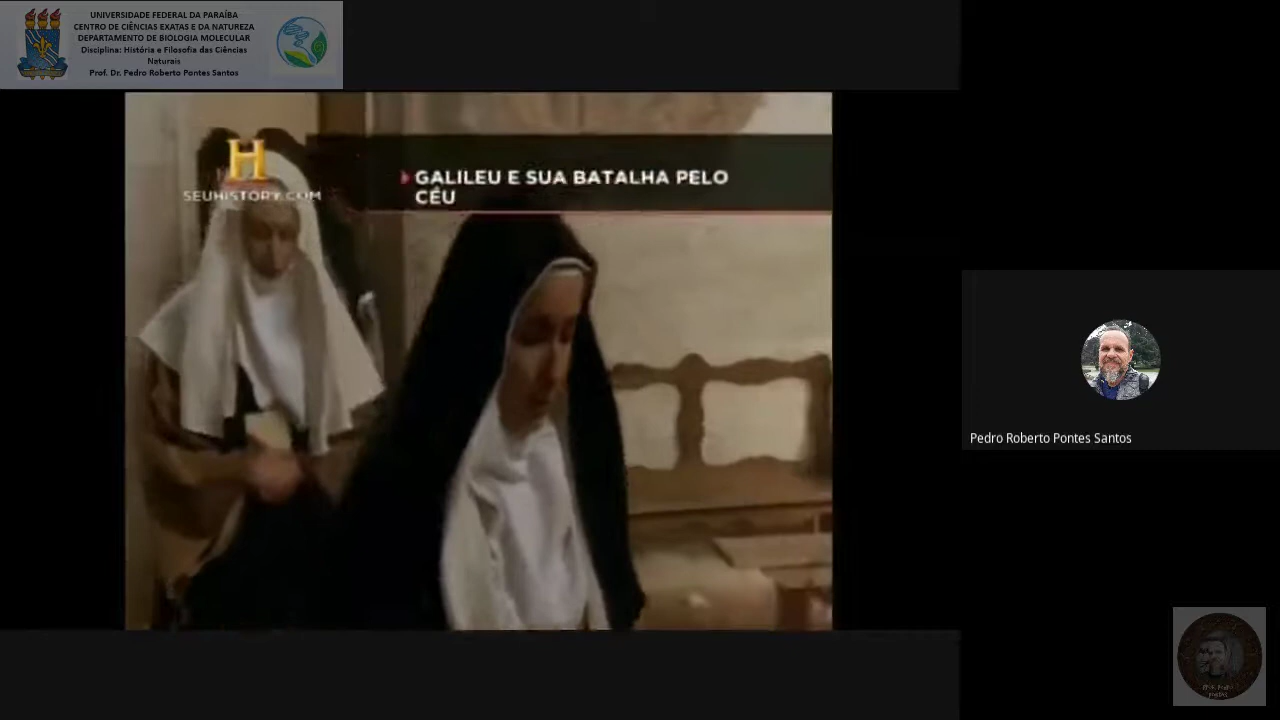 UNIVERSIDADE FEDERAL DA PARAÍBA
CENTRO DE CIÊNCIAS EXATAS E DA NATUREZA
DEPARTAMENTO DE BIOLOGIA MOLECULAR
Disciplina: História e Filosofia das Ciências
Naturais
Prof. Dr. Pedro Roberto Pontes Santos
H
SEUHISTORY.COM
GALILEU E SUA BATALHA PELO
CÉU
Pedro Roberto Pontes Santos